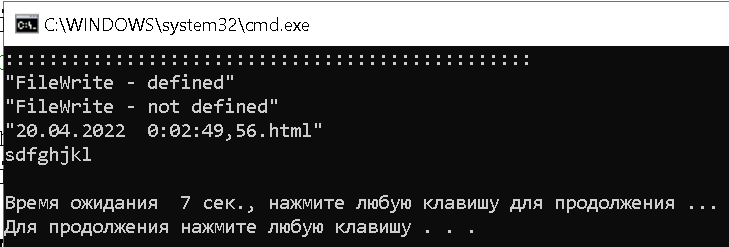 C:\WINDOWS\system32\cmd.exe
::::::::::::::::::::::::::::::::::::::::::::::::
"FileWrite - defined"
"FileWrite - not defined"
"20.04.2022  0:02:49,56.html"
sdfghjkl
Время ожидания  7 сек., нажмите любую клавишу для продолжения ...
Для продолжения нажмите любую клавишу . . .